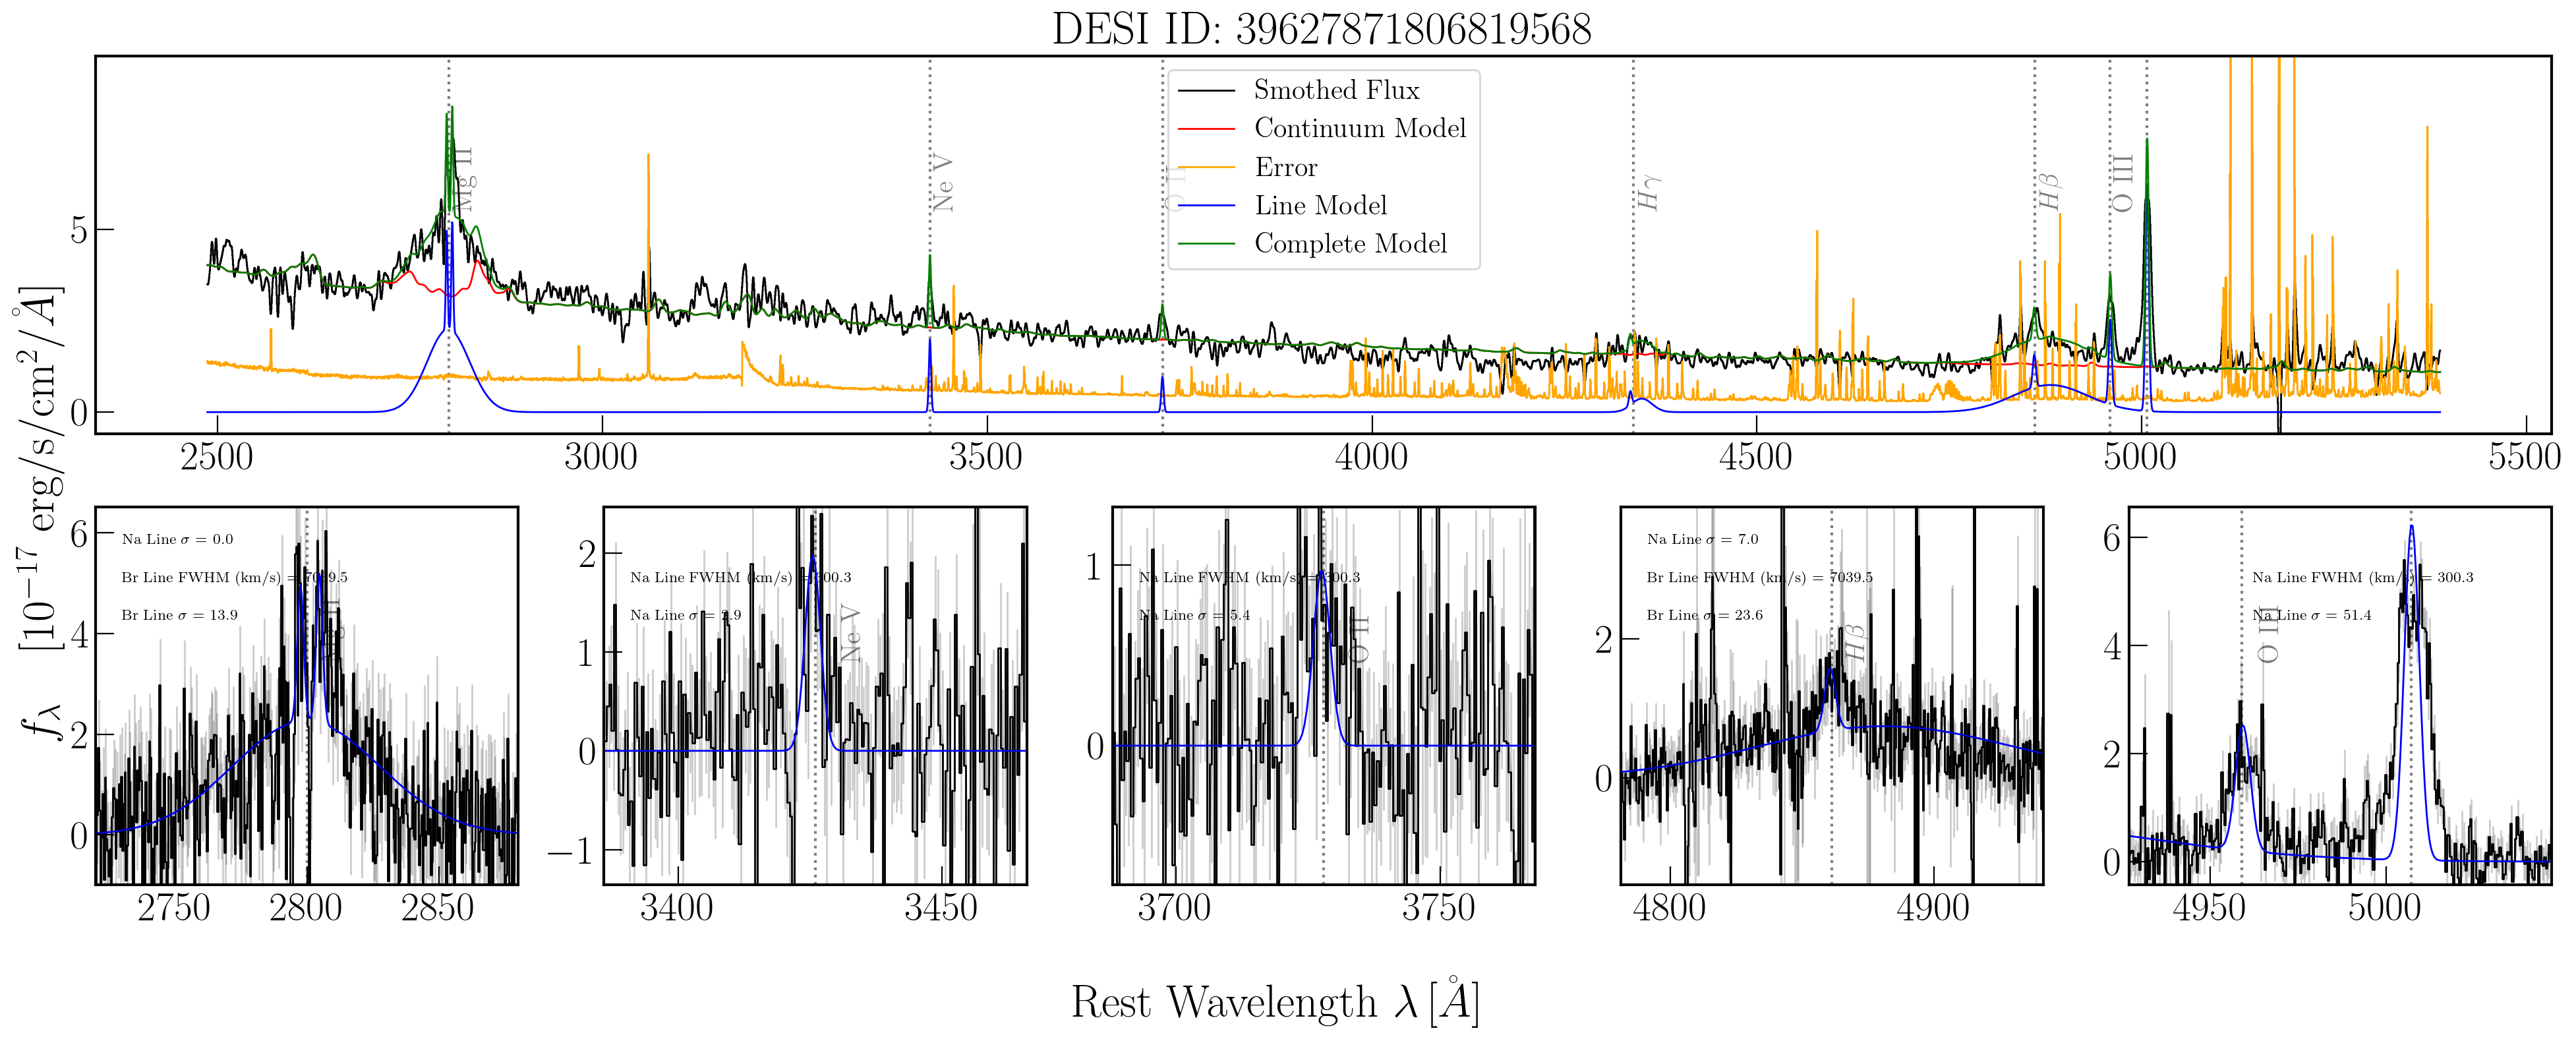 DESI ID: 39627871806819568
Smothed Flux
Continuum Model
Error
Line Model
Complete Model
Mg II
Ne V
O II
Hγ
Hβ
O III
5
0
2500 3000 3500 4000 4500 5000 5500
f_λ [10⁻¹⁷ erg/s/cm²/Å]
Na Line σ = 0.0
Br Line FWHM (km/s) = 7039.5
Br Line σ = 13.9
6
4
2
0
2750 2800 2850
Na Line FWHM (km/s) = 300.3
Na Line σ = 2.9
Ne V
2
1
0
−1
3400 3450
Na Line FWHM (km/s) = 300.3
Na Line σ = 5.4
O II
1
0
3700 3750
Na Line σ = 7.0
Br Line FWHM (km/s) = 7039.5
Br Line σ = 23.6
Hβ
2
0
4800 4900
Na Line FWHM (km/s) = 300.3
Na Line σ = 51.4
O III
6
4
2
0
4950 5000
Rest Wavelength λ [Å]